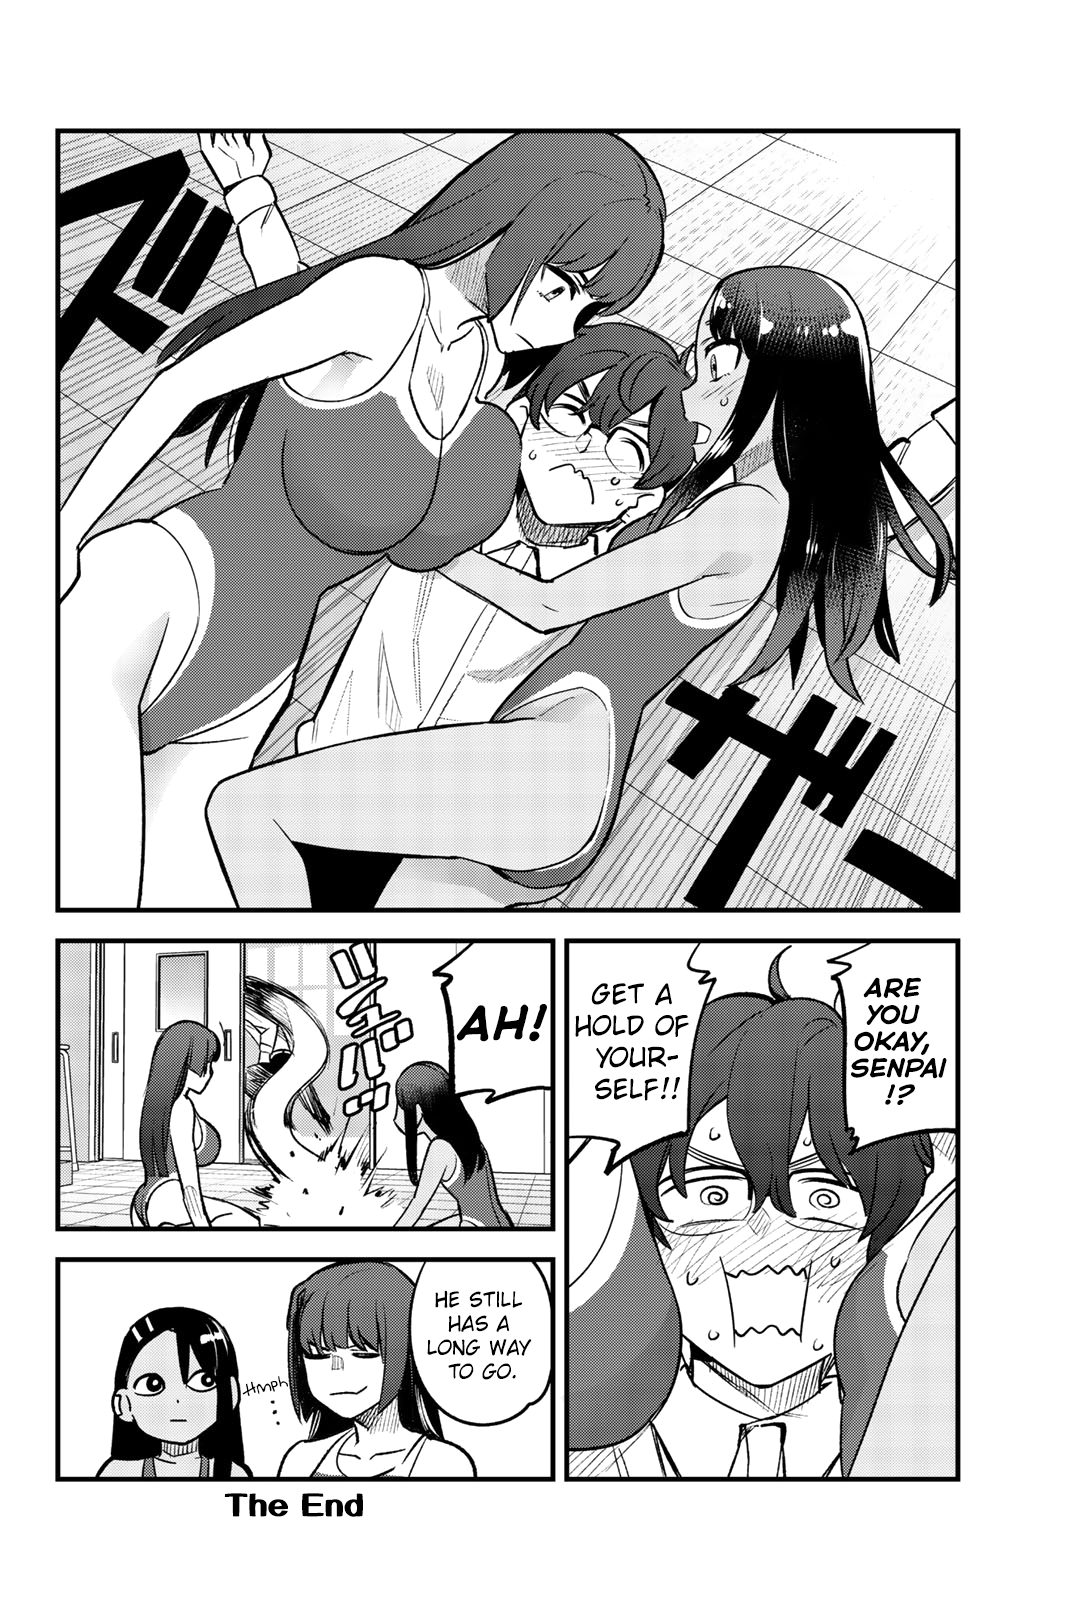 ズザー
ARE
YOU
OKAY,
SENPAI
!?
GET A
HOLD OF
YOUR-
SELF!!
AH!
HE STILL
HAS A
LONG WAY
TO GO.
HMPH
...
The End